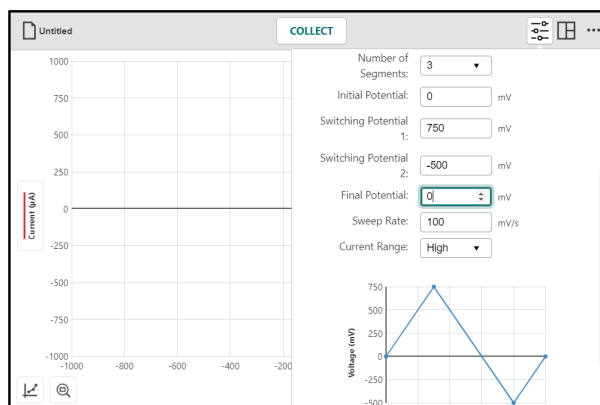 Untitled
COLLECT
Number of
Segments:
3
Initial Potential:
0
mV
Switching Potential
1:
750
mV
Switching Potential
2:
-500
mV
Final Potential:
0
mV
Sweep Rate:
100
mV/s
Current Range:
High
1000
750
500
250
0
-250
-500
-750
-1000
Current (µA)
-1000
-800
-600
-400
-200
750
500
250
0
-250
-500
Voltage (mV)